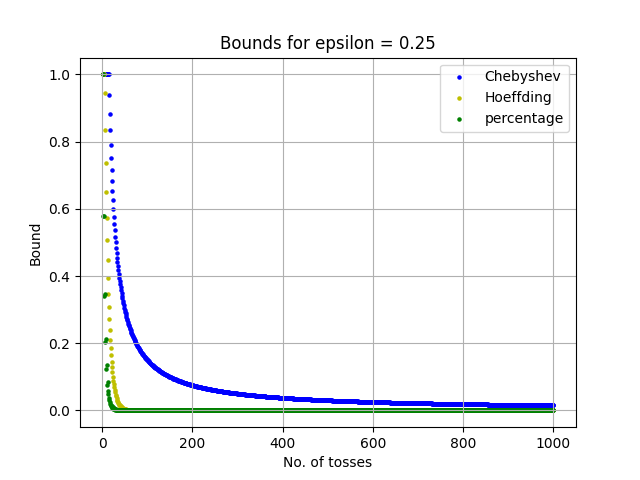 Bounds for epsilon = 0.25
Chebyshev
Hoeffding
percentage
Bound
1.0
0.8
0.6
0.4
0.2
0.0
0 200 400 600 800 1000
No. of tosses